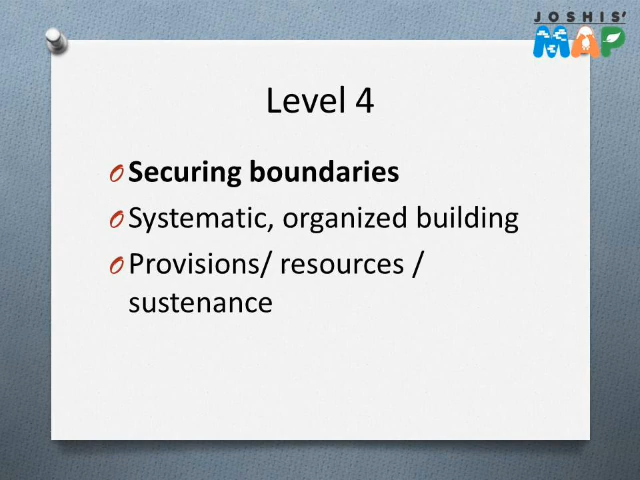 JOSHIS'
MAP
Level 4
Securing boundaries
Systematic, organized building
Provisions/ resources /
sustenance